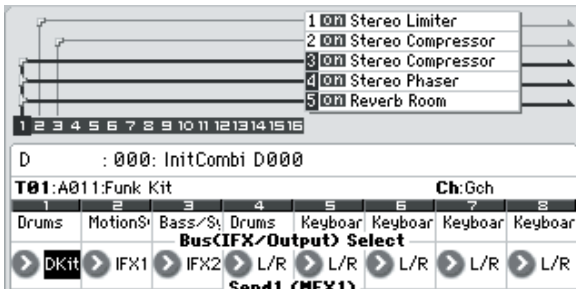 1 on Stereo Limiter
2 on Stereo Compressor
3 on Stereo Compressor
4 on Stereo Phaser
5 on Reverb Room
1 2 3 4 5 6 7 8 9 10 11 12 13 14 15 16
D : 000: InitCombi D000
T01:A011:Funk Kit Ch:Gch
1 2 3 4 5 6 7 8
Drums MotionS Bass/Sy Drums Keyboar Keyboar Keyboar Keyboar
Bus(IFX/Output) Select
DKit IFX1 IFX2 L/R L/R L/R L/R L/R
Send1 (MFX1)